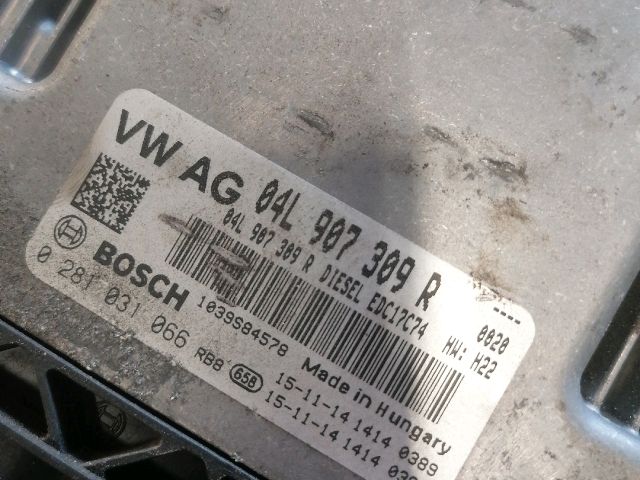 VW AG 04L 907 309 R ----
04L 907 309 R DIESEL EDC17C74 0020
HW: H22
BOSCH
0 281 031 066
1039S84578
RB8 GSB
Made in Hungary
15-11-14 1414 0389
15-11-14 1414